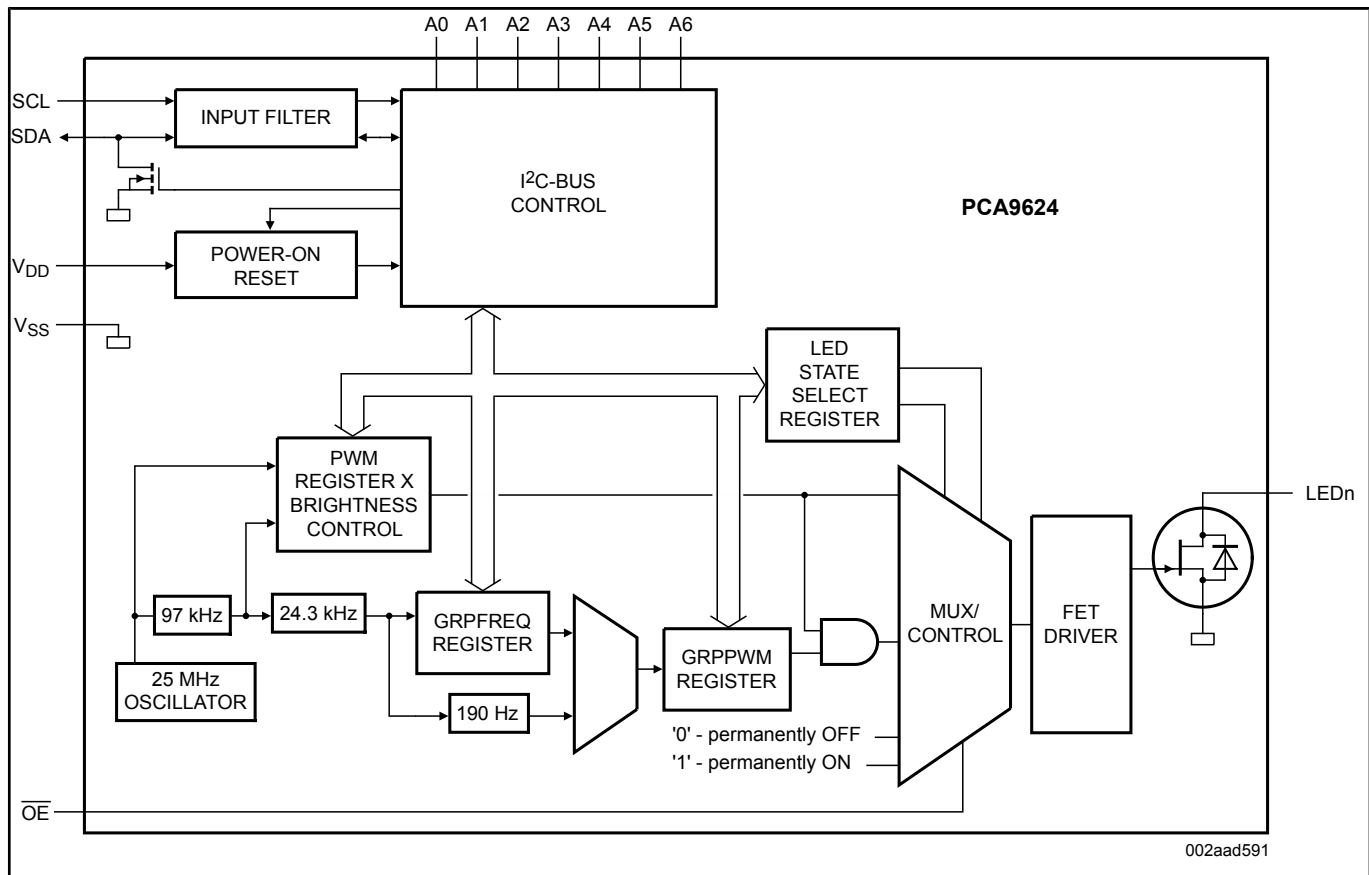 A0 A1 A2 A3 A4 A5 A6
SCL
SDA
INPUT FILTER
I²C-BUS
CONTROL
PCA9624
POWER-ON
RESET
VDD
VSS
LED
STATE
SELECT
REGISTER
PWM
REGISTER X
BRIGHTNESS
CONTROL
LEDn
97 kHz
24.3 kHz
GRPFREQ
REGISTER
MUX/
CONTROL
FET
DRIVER
GRPPWM
REGISTER
25 MHz
OSCILLATOR
190 Hz
'0' - permanently OFF
'1' - permanently ON
O̅E̅
002aad591